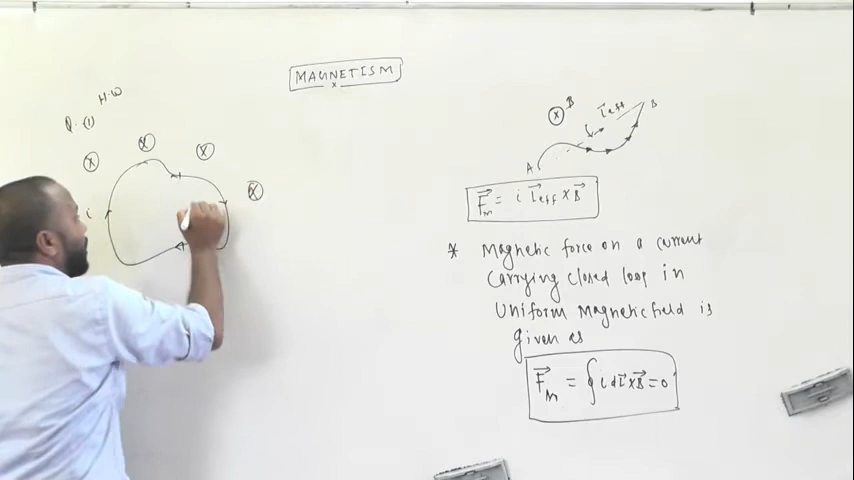 MAGNETISM
x
H.W
Q.(1)
i
B
l eff
B
A
F⃗m = i l⃗eff x B⃗
* Magnetic force on a current
carrying closed loop in
Uniform Magnetic field is
given as
F⃗m = ∮ i dl⃗ x B⃗ = 0